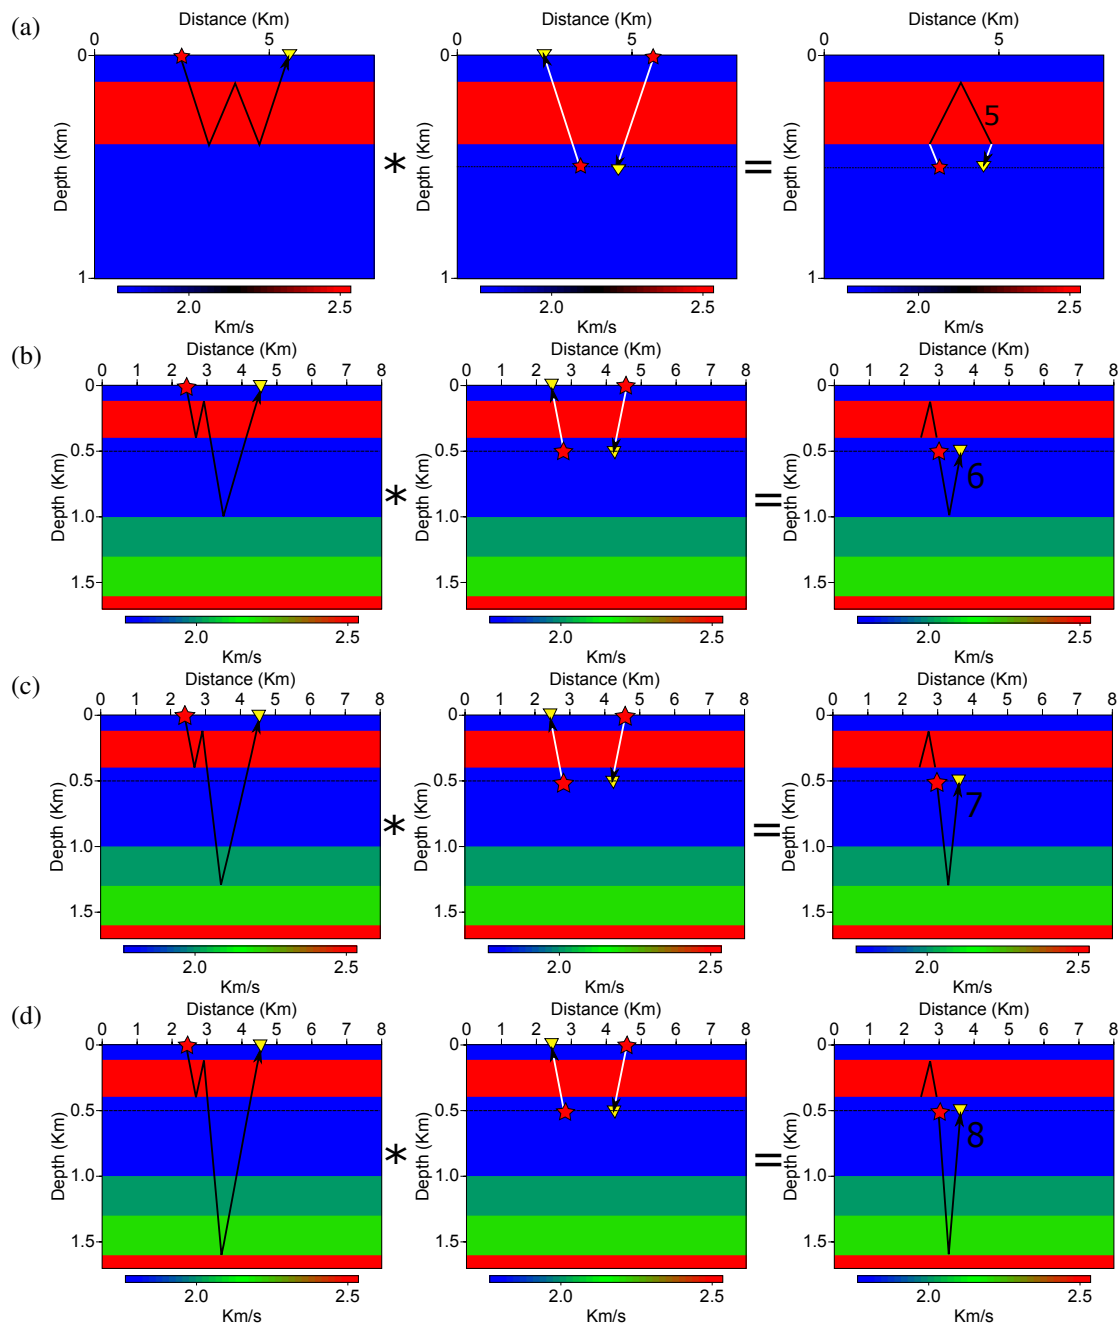 (a)
Distance (Km) Distance (Km) Distance (Km)
0 5 0 5 0 5
0
Depth (Km) Depth (Km) Depth (Km)
5
* =
1
2.0 2.5 2.0 2.5 2.0 2.5
Km/s Km/s Km/s
(b)
Distance (Km) Distance (Km) Distance (Km)
0 1 2 3 4 5 6 7 8 0 1 2 3 4 5 6 7 8 0 1 2 3 4 5 6 7 8
0 0 0
0.5 0.5 0.5
Depth (Km) Depth (Km) Depth (Km)
6
* =
1.0 1.0 1.0
1.5 1.5 1.5
2.0 2.5 2.0 2.5 2.0 2.5
Km/s Km/s Km/s
(c)
Distance (Km) Distance (Km) Distance (Km)
0 1 2 3 4 5 6 7 8 0 1 2 3 4 5 6 7 8 0 1 2 3 4 5 6 7 8
0 0 0
0.5 0.5 0.5
Depth (Km) Depth (Km) Depth (Km)
7
* =
1.0 1.0 1.0
1.5 1.5 1.5
2.0 2.5 2.0 2.5 2.0 2.5
Km/s Km/s Km/s
(d)
Distance (Km) Distance (Km) Distance (Km)
0 1 2 3 4 5 6 7 8 0 1 2 3 4 5 6 7 8 0 1 2 3 4 5 6 7 8
0 0 0
0.5 0.5 0.5
Depth (Km) Depth (Km) Depth (Km)
8
* =
1.0 1.0 1.0
1.5 1.5 1.5
2.0 2.5 2.0 2.5 2.0 2.5
Km/s Km/s Km/s